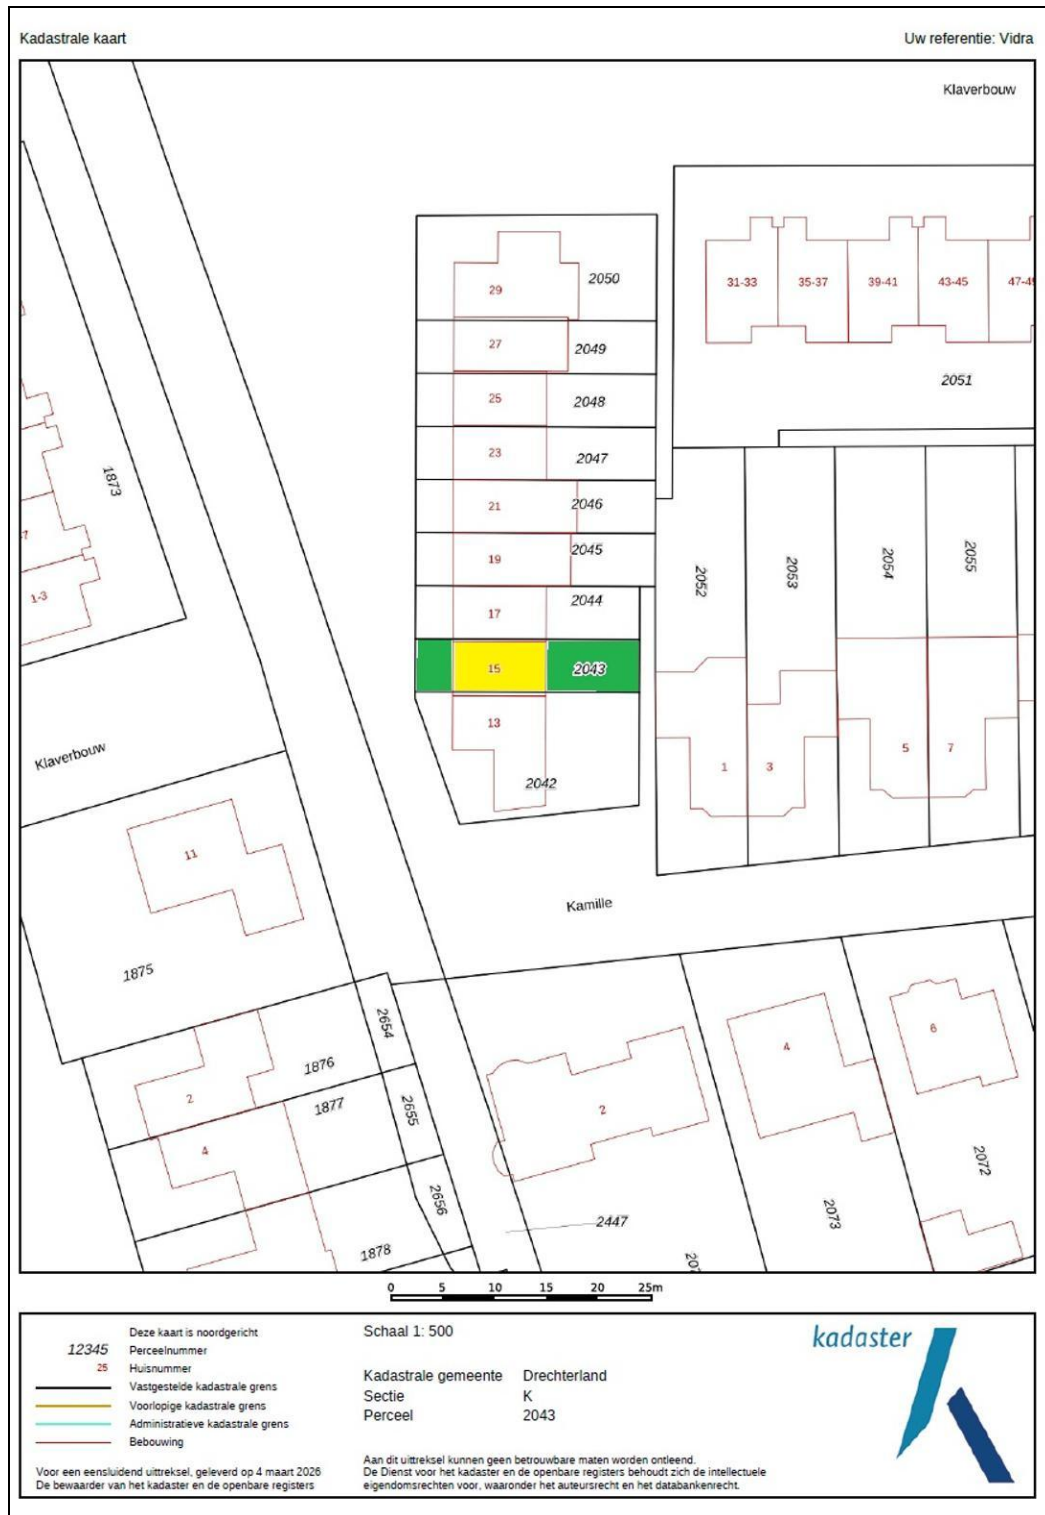 Kadastrale kaart
Uw referentie: Vidra
Klaverbouw
2050
29
31-33
35-37
39-41
43-45
27
2049
2051
25
2048
23
2047
1873
21
2046
19
2045
2052
2053
2054
2055
1-3
17
2044
15
2043
13
Klaverbouw
5
7
1
3
2042
11
Kamille
1875
2654
6
4
1876
2
1877
2655
2
4
2072
2656
2073
2447
1878
0 5 10 15 20 25m
Deze kaart is noordgericht
12345 Perceelnummer
25 Huisnummer
Vastgestelde kadastrale grens
Voorlopige kadastrale grens
Administratieve kadastrale grens
Bebouwing
Voor een eensluidend uittreksel, geleverd op 4 maart 2026
De bewaarder van het kadaster en de openbare registers
Schaal 1: 500
Kadastrale gemeente Drechterland
Sectie K
Perceel 2043
Aan dit uittreksel kunnen geen betrouwbare maten worden ontleend.
De Dienst voor het kadaster en de openbare registers behoudt zich de intellectuele
eigendomsrechten voor, waaronder het auteursrecht en het databankenrecht.
kadaster